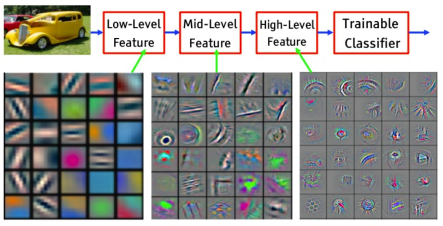 Low-Level
Feature
Mid-Level
Feature
High-Level
Feature
Trainable
Classifier